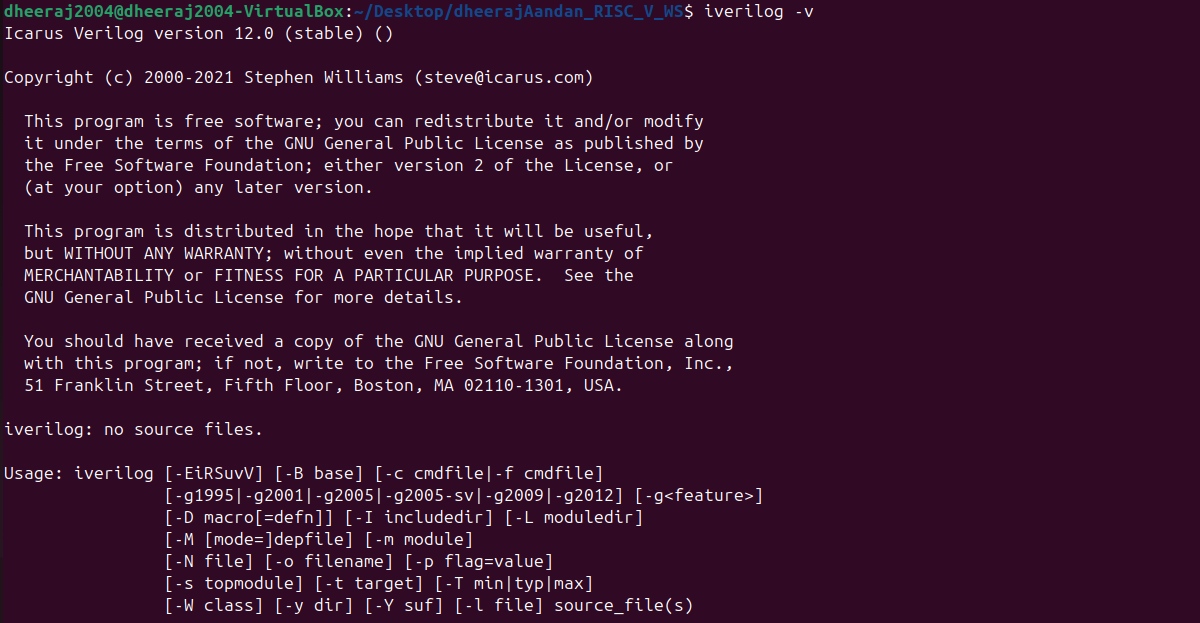 dheeraj2004@dheeraj2004-VirtualBox:~/Desktop/dheerajAandan_RISC_V_WS$ iverilog -v
Icarus Verilog version 12.0 (stable) ()

Copyright (c) 2000-2021 Stephen Williams (steve@icarus.com)

  This program is free software; you can redistribute it and/or modify
  it under the terms of the GNU General Public License as published by
  the Free Software Foundation; either version 2 of the License, or
  (at your option) any later version.

  This program is distributed in the hope that it will be useful,
  but WITHOUT ANY WARRANTY; without even the implied warranty of
  MERCHANTABILITY or FITNESS FOR A PARTICULAR PURPOSE.  See the
  GNU General Public License for more details.

  You should have received a copy of the GNU General Public License along
  with this program; if not, write to the Free Software Foundation, Inc.,
  51 Franklin Street, Fifth Floor, Boston, MA 02110-1301, USA.

iverilog: no source files.

Usage: iverilog [-EiRSuvV] [-B base] [-c cmdfile|-f cmdfile]
                [-g1995|-g2001|-g2005|-g2005-sv|-g2009|-g2012] [-g<feature>]
                [-D macro[=defn]] [-I includedir] [-L moduledir]
                [-M [mode=]depfile] [-m module]
                [-N file] [-o filename] [-p flag=value]
                [-s topmodule] [-t target] [-T min|typ|max]
                [-W class] [-y dir] [-Y suf] [-l file] source_file(s)